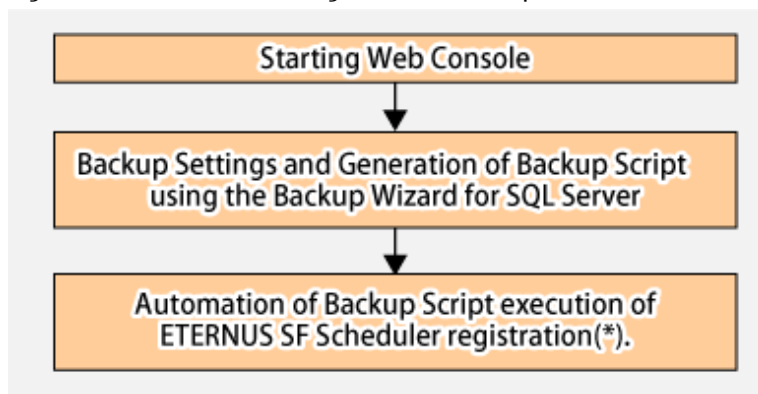 Starting Web Console
Backup Settings and Generation of Backup Script
using the Backup Wizard for SQL Server
Automation of Backup Script execution of
ETERNUS SF Scheduler registration(*).